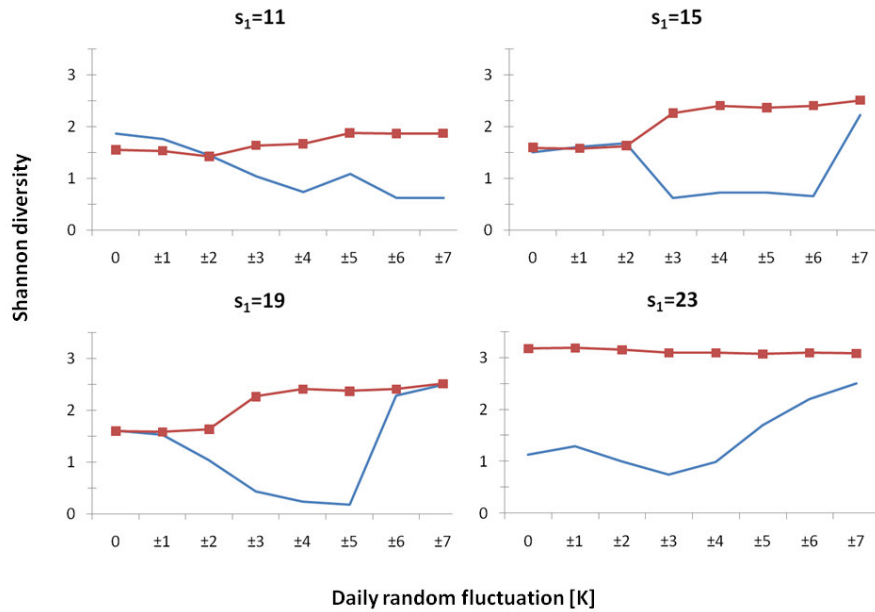 s₁=11
3
2
1
0
0 ±1 ±2 ±3 ±4 ±5 ±6 ±7
s₁=15
3
2
1
0
0 ±1 ±2 ±3 ±4 ±5 ±6 ±7
Shannon diversity
s₁=19
3
2
1
0
0 ±1 ±2 ±3 ±4 ±5 ±6 ±7
s₁=23
3
2
1
0
0 ±1 ±2 ±3 ±4 ±5 ±6 ±7
Daily random fluctuation [K]